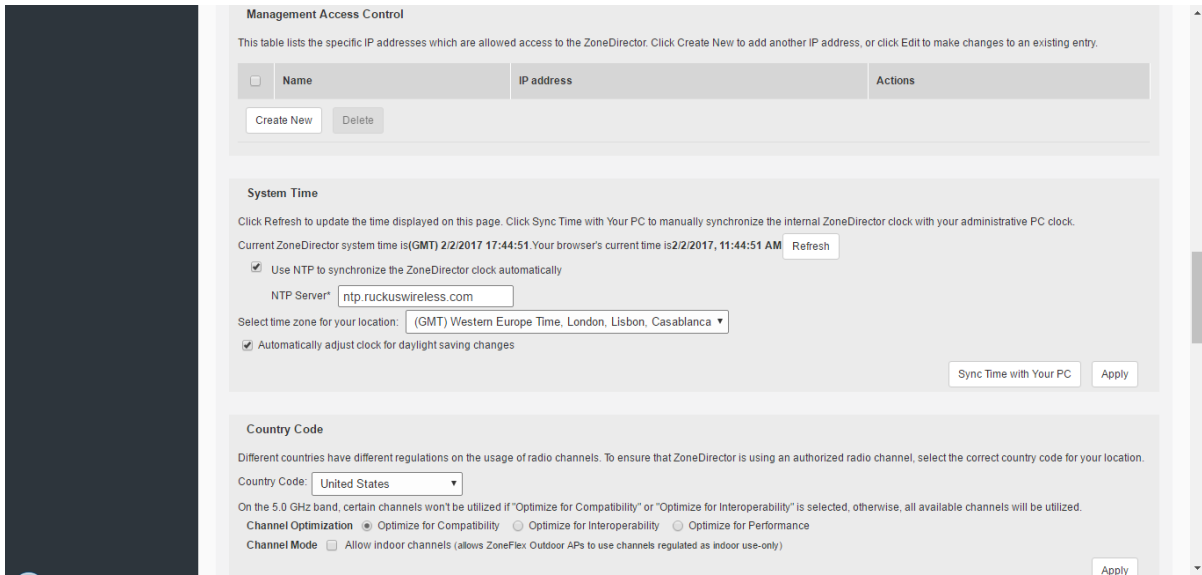 Management Access Control
This table lists the specific IP addresses which are allowed access to the ZoneDirector. Click Create New to add another IP address, or click Edit to make changes to an existing entry.
Name IP address Actions
Create New Delete
System Time
Click Refresh to update the time displayed on this page. Click Sync Time with Your PC to manually synchronize the internal ZoneDirector clock with your administrative PC clock.
Current ZoneDirector system time is(GMT) 2/2/2017 17:44:51.Your browser's current time is2/2/2017, 11:44:51 AM Refresh
Use NTP to synchronize the ZoneDirector clock automatically
NTP Server* ntp.ruckuswireless.com
Select time zone for your location: (GMT) Western Europe Time, London, Lisbon, Casablanca
Automatically adjust clock for daylight saving changes
Sync Time with Your PC Apply
Country Code
Different countries have different regulations on the usage of radio channels. To ensure that ZoneDirector is using an authorized radio channel, select the correct country code for your location.
Country Code: United States
On the 5.0 GHz band, certain channels won't be utilized if "Optimize for Compatibility" or "Optimize for Interoperability" is selected, otherwise, all available channels will be utilized.
Channel Optimization Optimize for Compatibility Optimize for Interoperability Optimize for Performance
Channel Mode Allow indoor channels (allows ZoneFlex Outdoor APs to use channels regulated as indoor use-only)
Apply